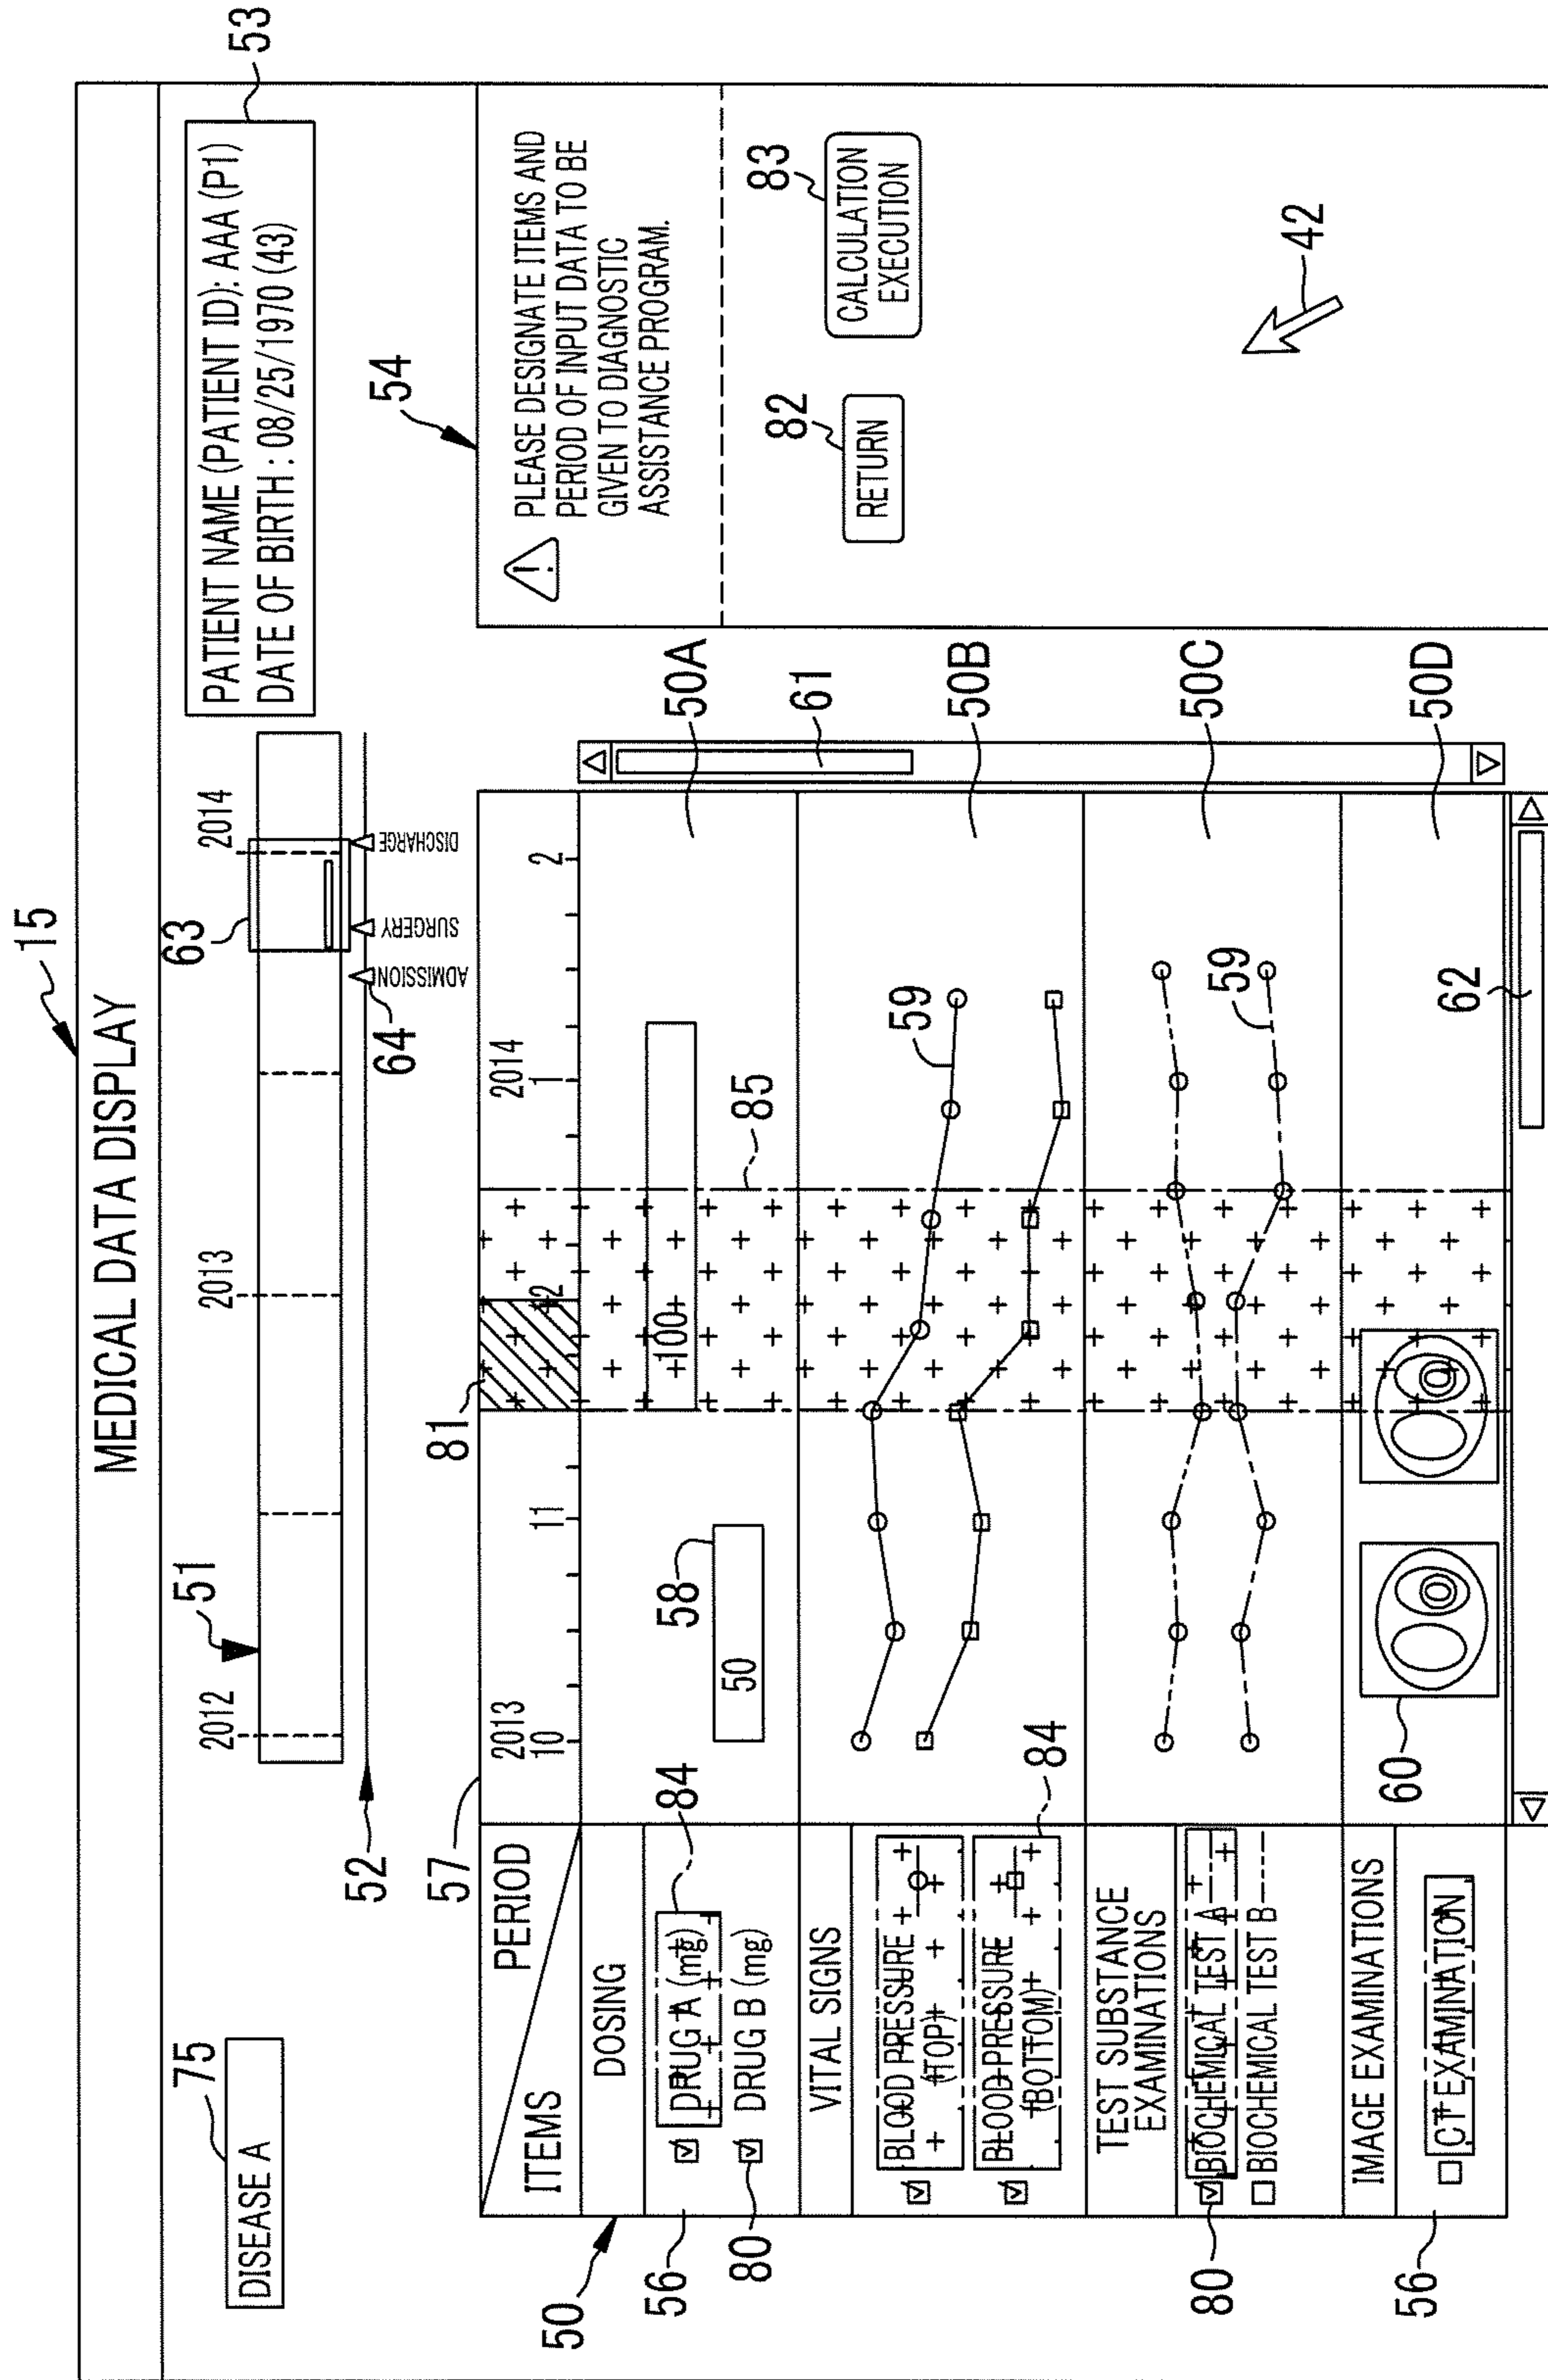 15
MEDICAL DATA DISPLAY
75
DISEASE A
51
2012
2013
63
2014
53
PATIENT NAME (PATIENT ID): AAA (P1)
DATE OF BIRTH : 08/25/1970 (43)
52
64
ADMISSION
SURGERY
DISCHARGE
57
81
54
PERIOD
ITEMS
2013
10
11
12
2014
1
2
PLEASE DESIGNATE ITEMS AND
PERIOD OF INPUT DATA TO BE
GIVEN TO DIAGNOSTIC
ASSISTANCE PROGRAM.
50
DOSING
84
58
85
50A
56
DRUG A (mg)
100
61
80
DRUG B (mg)
50
82
83
RETURN
CALCULATION
EXECUTION
VITAL SIGNS
59
50B
BLOOD PRESSURE
(TOP)
BLOOD PRESSURE
(BOTTOM)
84
TEST SUBSTANCE
EXAMINATIONS
59
50C
42
80
BIOCHEMICAL TEST A
BIOCHEMICAL TEST B
IMAGE EXAMINATIONS
60
50D
56
CT EXAMINATION
62